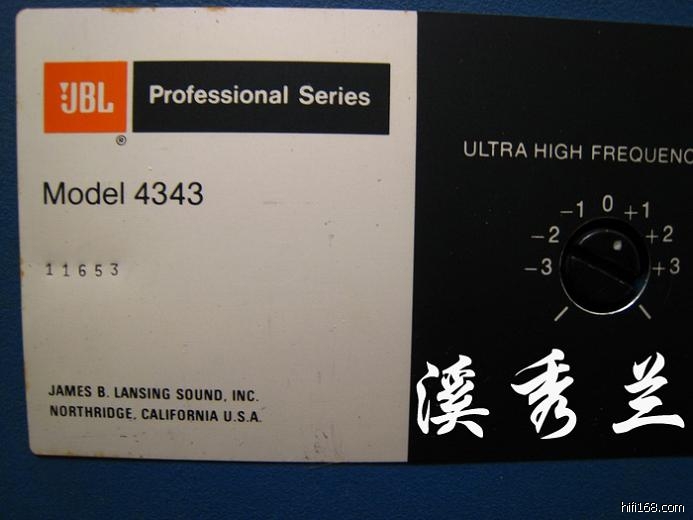 JBL Professional Series
®
Model 4343
11653
JAMES B. LANSING SOUND, INC.
NORTHRIDGE, CALIFORNIA U.S.A.
ULTRA HIGH FREQUENC
-1 0 +1
-2 +2
-3 +3
溪秀兰
hifi168.com